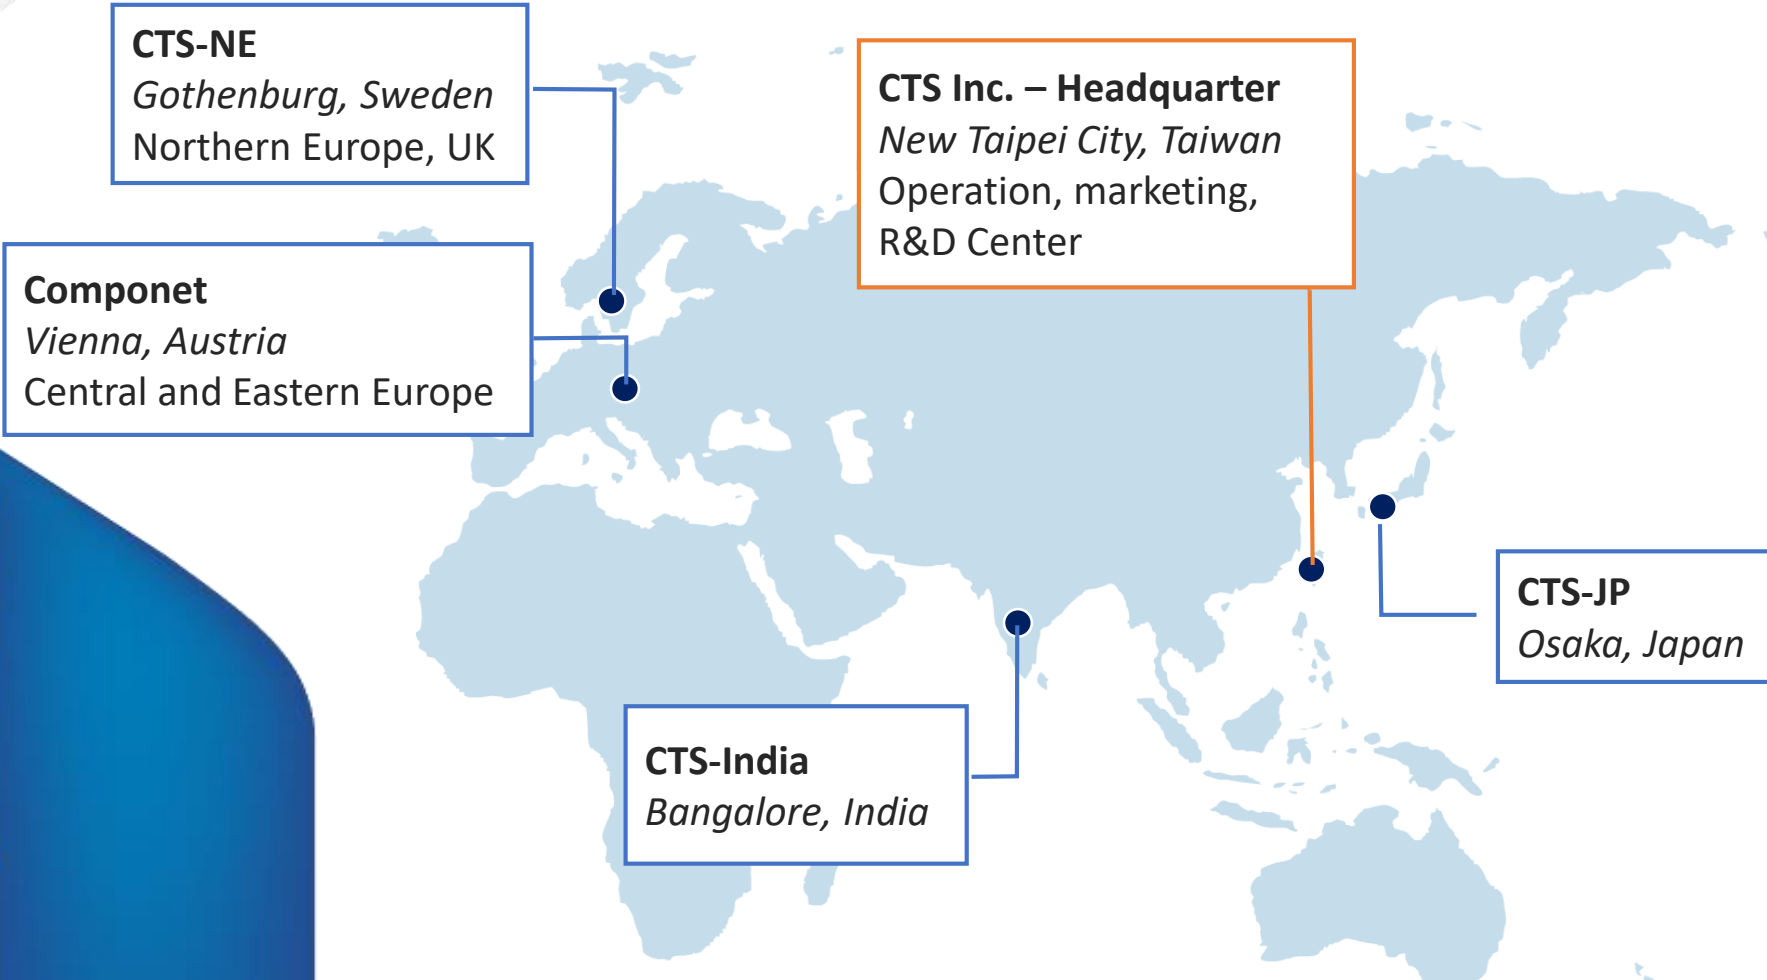 CTS-NE
Gothenburg, Sweden
Northern Europe, UK
CTS Inc. – Headquarter
New Taipei City, Taiwan
Operation, marketing,
R&D Center
Componet
Vienna, Austria
Central and Eastern Europe
CTS-JP
Osaka, Japan
CTS-India
Bangalore, India